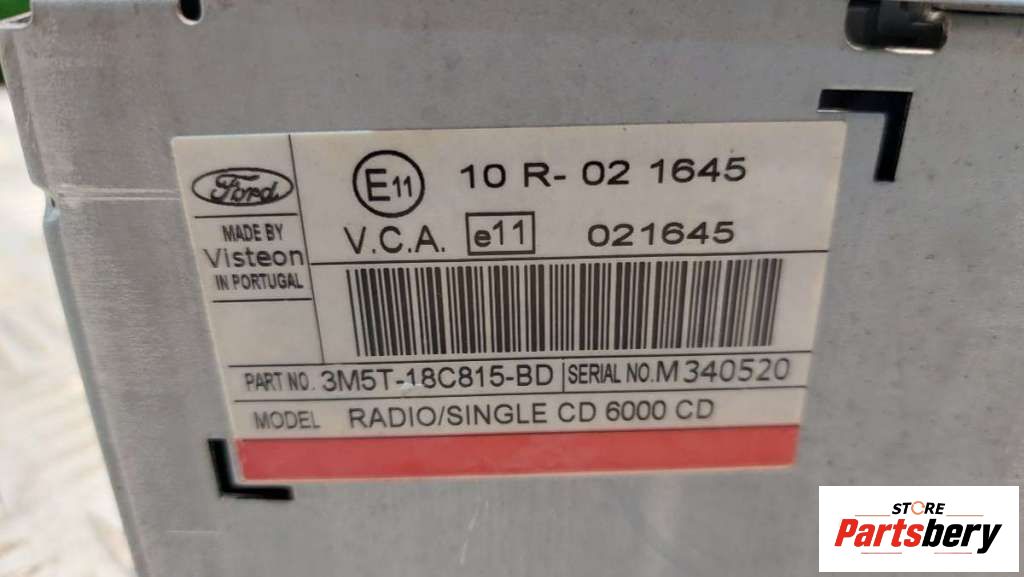 Ford
MADE BY
Visteon
IN PORTUGAL
E11 10 R- 02 1645
V.C.A. e11 021645
PART NO. 3M5T-18C815-BD SERIAL NO. M 340520
MODEL RADIO/SINGLE CD 6000 CD
STORE
Partsbery